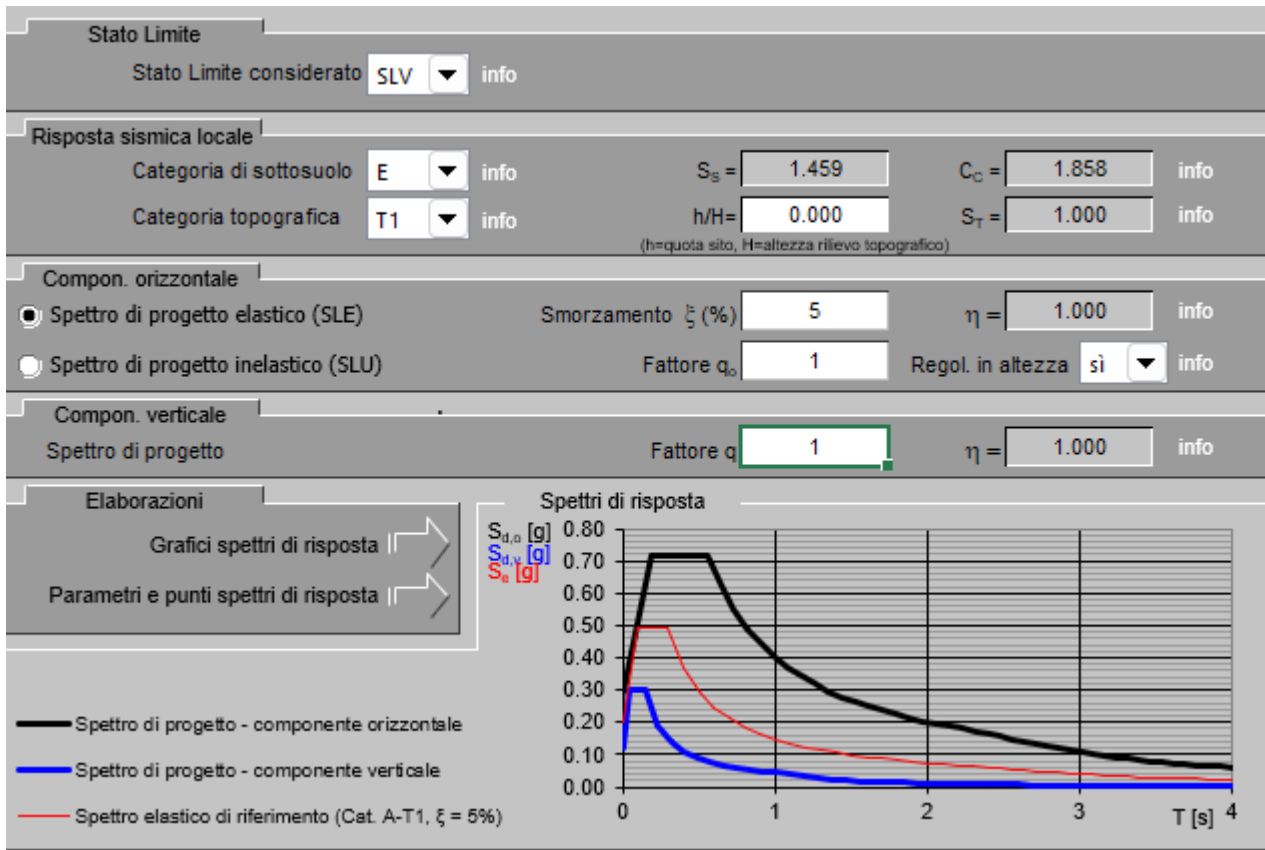 Stato Limite
Stato Limite considerato SLV info
Risposta sismica locale
Categoria di sottosuolo E info S_S = 1.459 C_C = 1.858 info
Categoria topografica T1 info h/H= 0.000 S_T = 1.000 info
(h=quota sito, H=altezza rilievo topografico)
Compon. orizzontale
Spettro di progetto elastico (SLE) Smorzamento ξ (%) 5 η = 1.000 info
Spettro di progetto inelastico (SLU) Fattore q_o 1 Regol. in altezza sì info
Compon. verticale
Spettro di progetto Fattore q 1 η = 1.000 info
Elaborazioni
Grafici spettri di risposta
Parametri e punti spettri di risposta
Spettri di risposta
S_d,o [g]
S_d,v [g]
S_e [g]
0.80
0.70
0.60
0.50
0.40
0.30
0.20
0.10
0.00
0 1 2 3 4
T [s]
Spettro di progetto - componente orizzontale
Spettro di progetto - componente verticale
Spettro elastico di riferimento (Cat. A-T1, ξ = 5%)